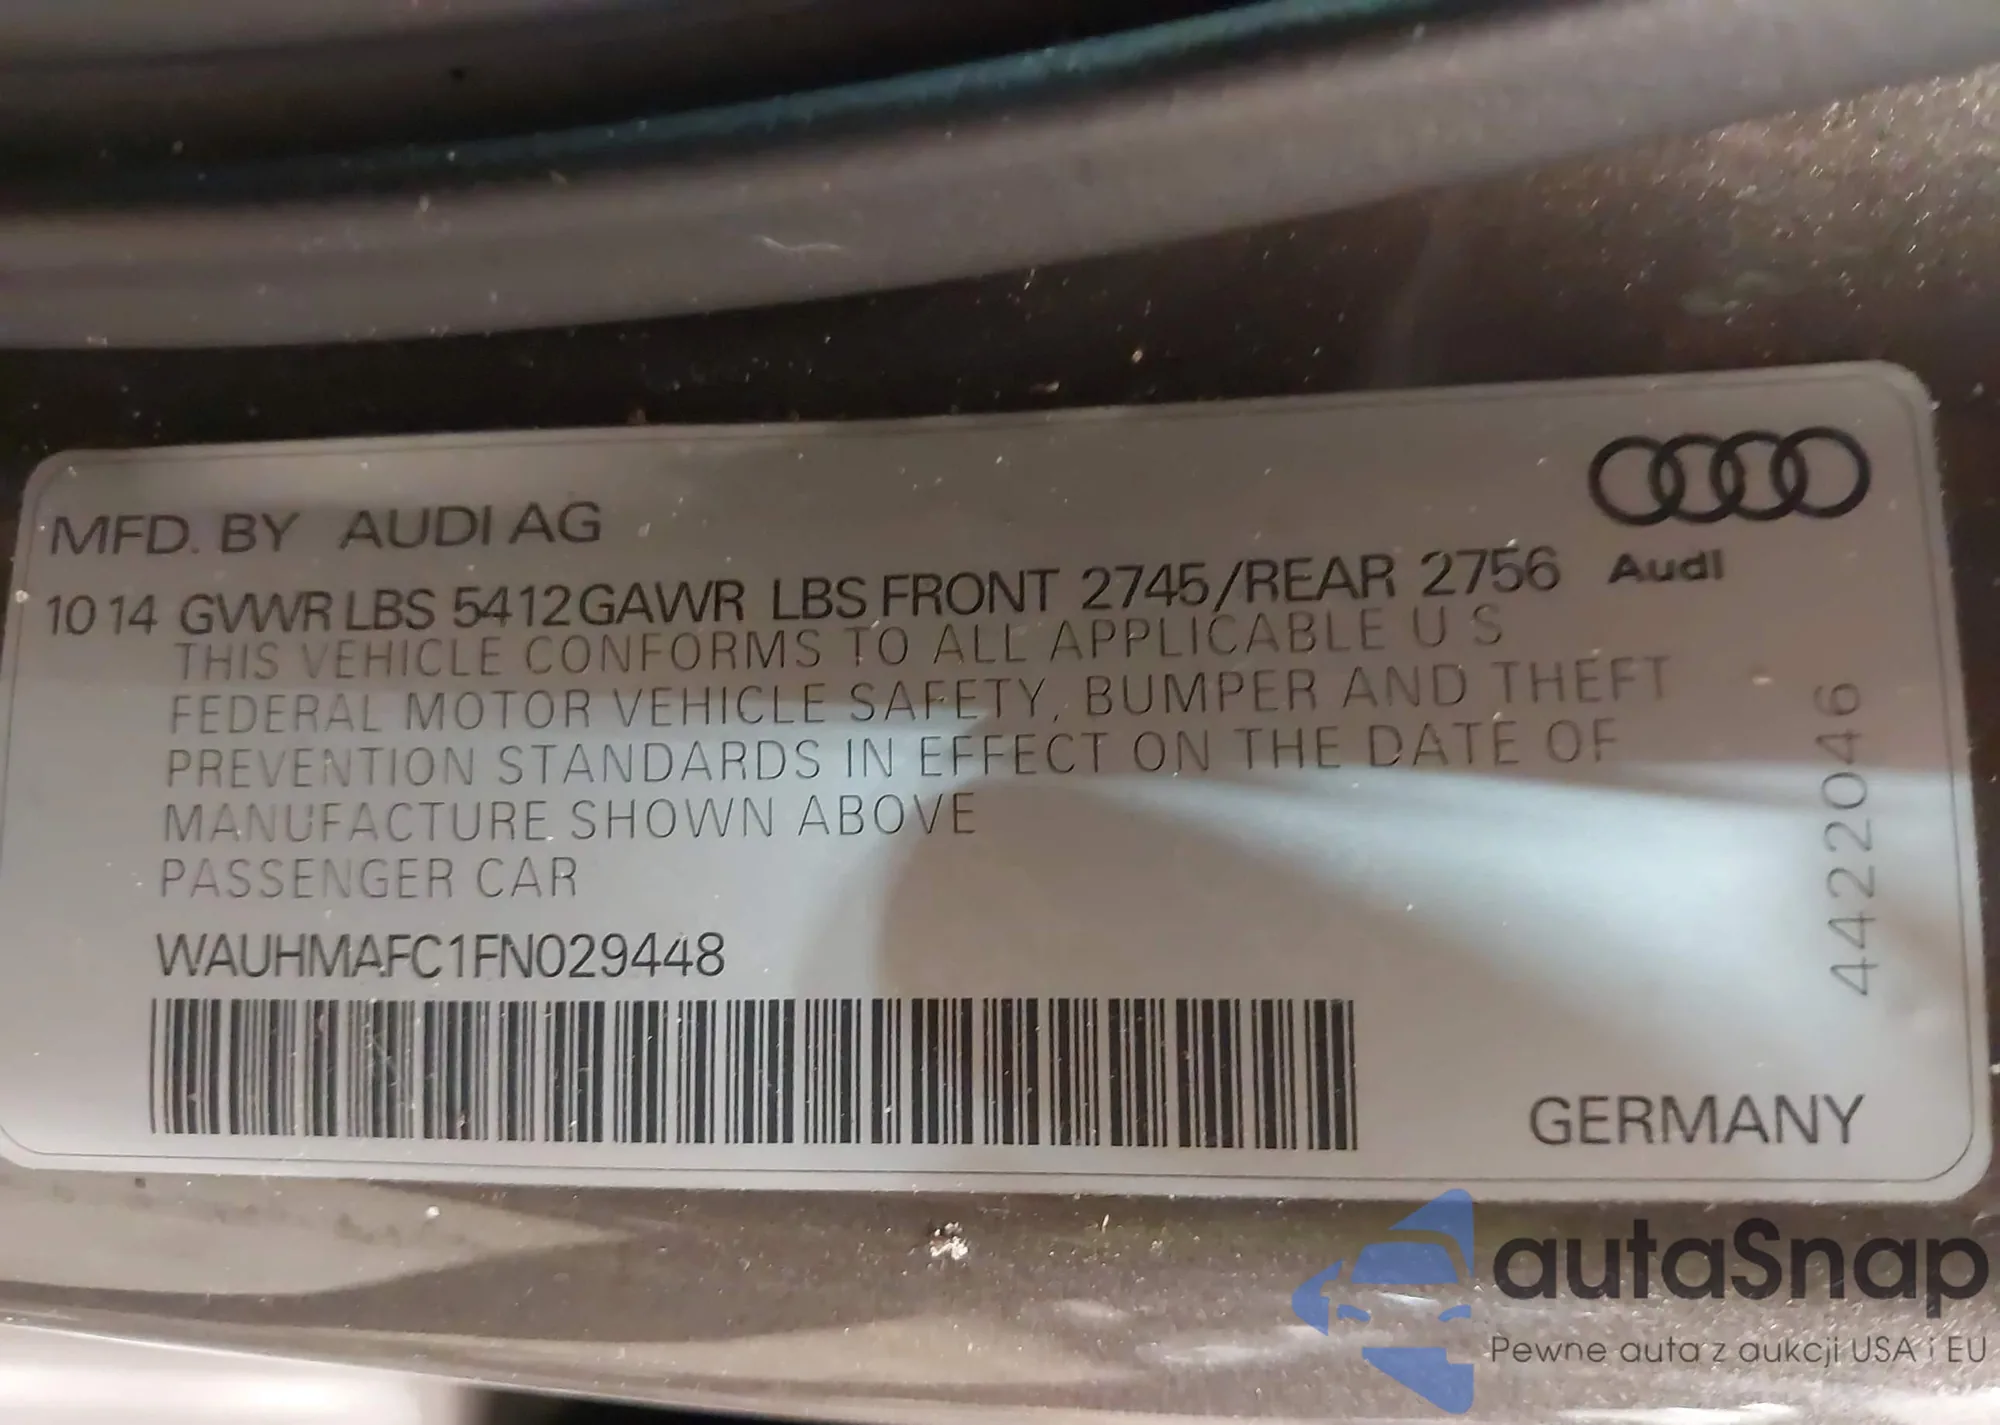 MFD. BY AUDI AG
10 14 GVWR LBS 5412 GAWR LBS FRONT 2745/REAR 2756
Audi
THIS VEHICLE CONFORMS TO ALL APPLICABLE U S
FEDERAL MOTOR VEHICLE SAFETY, BUMPER AND THEFT
PREVENTION STANDARDS IN EFFECT ON THE DATE OF
MANUFACTURE SHOWN ABOVE
PASSENGER CAR
WAUHMAFC1FN029448
4422046
GERMANY
autaSnap
Pewne auta z aukcji USA i EU